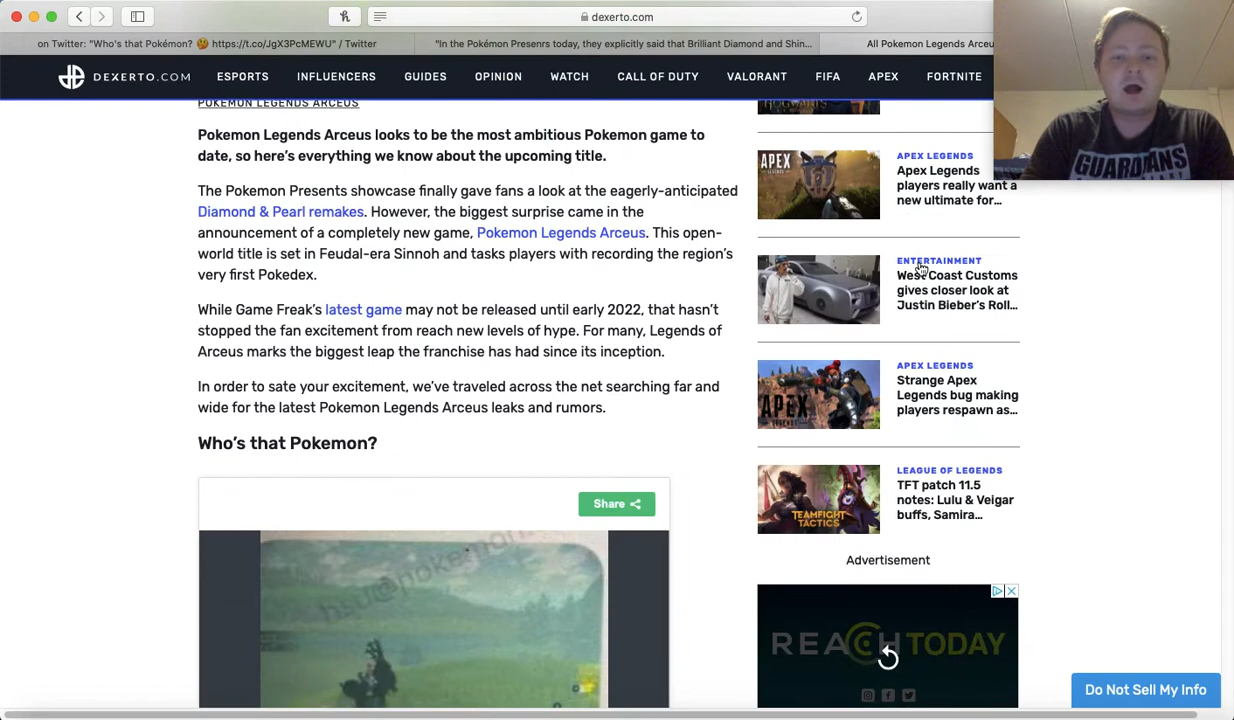 dexerto.com
on Twitter: "Who's that Pokémon? 🤔 https://t.co/JgX3PcMEWU" / Twitter
"In the Pokémon Presenrs today, they explicitly said that Brilliant Diamond and Shin...
All Pokemon Legends Arceu
DEXERTO.COM
ESPORTS
INFLUENCERS
GUIDES
OPINION
WATCH
CALL OF DUTY
VALORANT
FIFA
APEX
FORTNITE
GUARDIANS
POKEMON LEGENDS ARCEUS
Pokemon Legends Arceus looks to be the most ambitious Pokemon game to
date, so here's everything we know about the upcoming title.
The Pokemon Presents showcase finally gave fans a look at the eagerly-anticipated
Diamond & Pearl remakes. However, the biggest surprise came in the
announcement of a completely new game, Pokemon Legends Arceus. This open-
world title is set in Feudal-era Sinnoh and tasks players with recording the region's
very first Pokedex.
While Game Freak's latest game may not be released until early 2022, that hasn't
stopped the fan excitement from reach new levels of hype. For many, Legends of
Arceus marks the biggest leap the franchise has had since its inception.
In order to sate your excitement, we've traveled across the net searching far and
wide for the latest Pokemon Legends Arceus leaks and rumors.
Who's that Pokemon?
Share
APEX
APEX LEGENDS
Apex Legends
players really want a
new ultimate for...
ENTERTAINMENT
West Coast Customs
gives closer look at
Justin Bieber's Roll...
APEX
APEX LEGENDS
Strange Apex
Legends bug making
players respawn as...
TEAMFIGHT
TACTICS
LEAGUE OF LEGENDS
TFT patch 11.5
notes: Lulu & Veigar
buffs, Samira...
Advertisement
REACH TODAY
Do Not Sell My Info